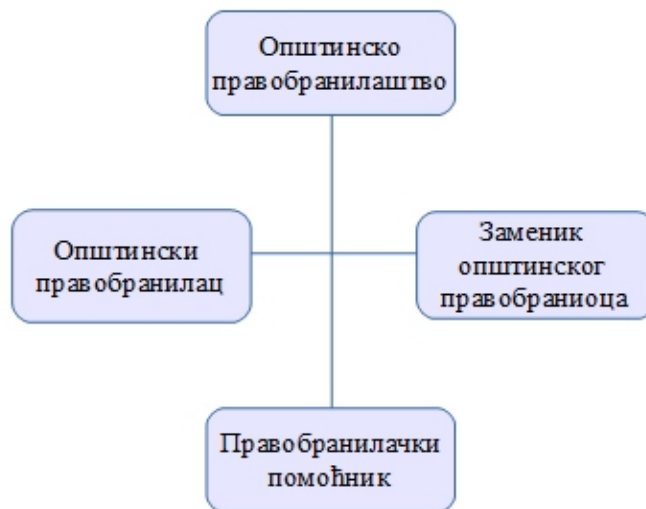 Општинско
правобранилаштво
Општински
правобранилац
Заменик
општинског
правобраниоца
Правобранилачки
помоћник